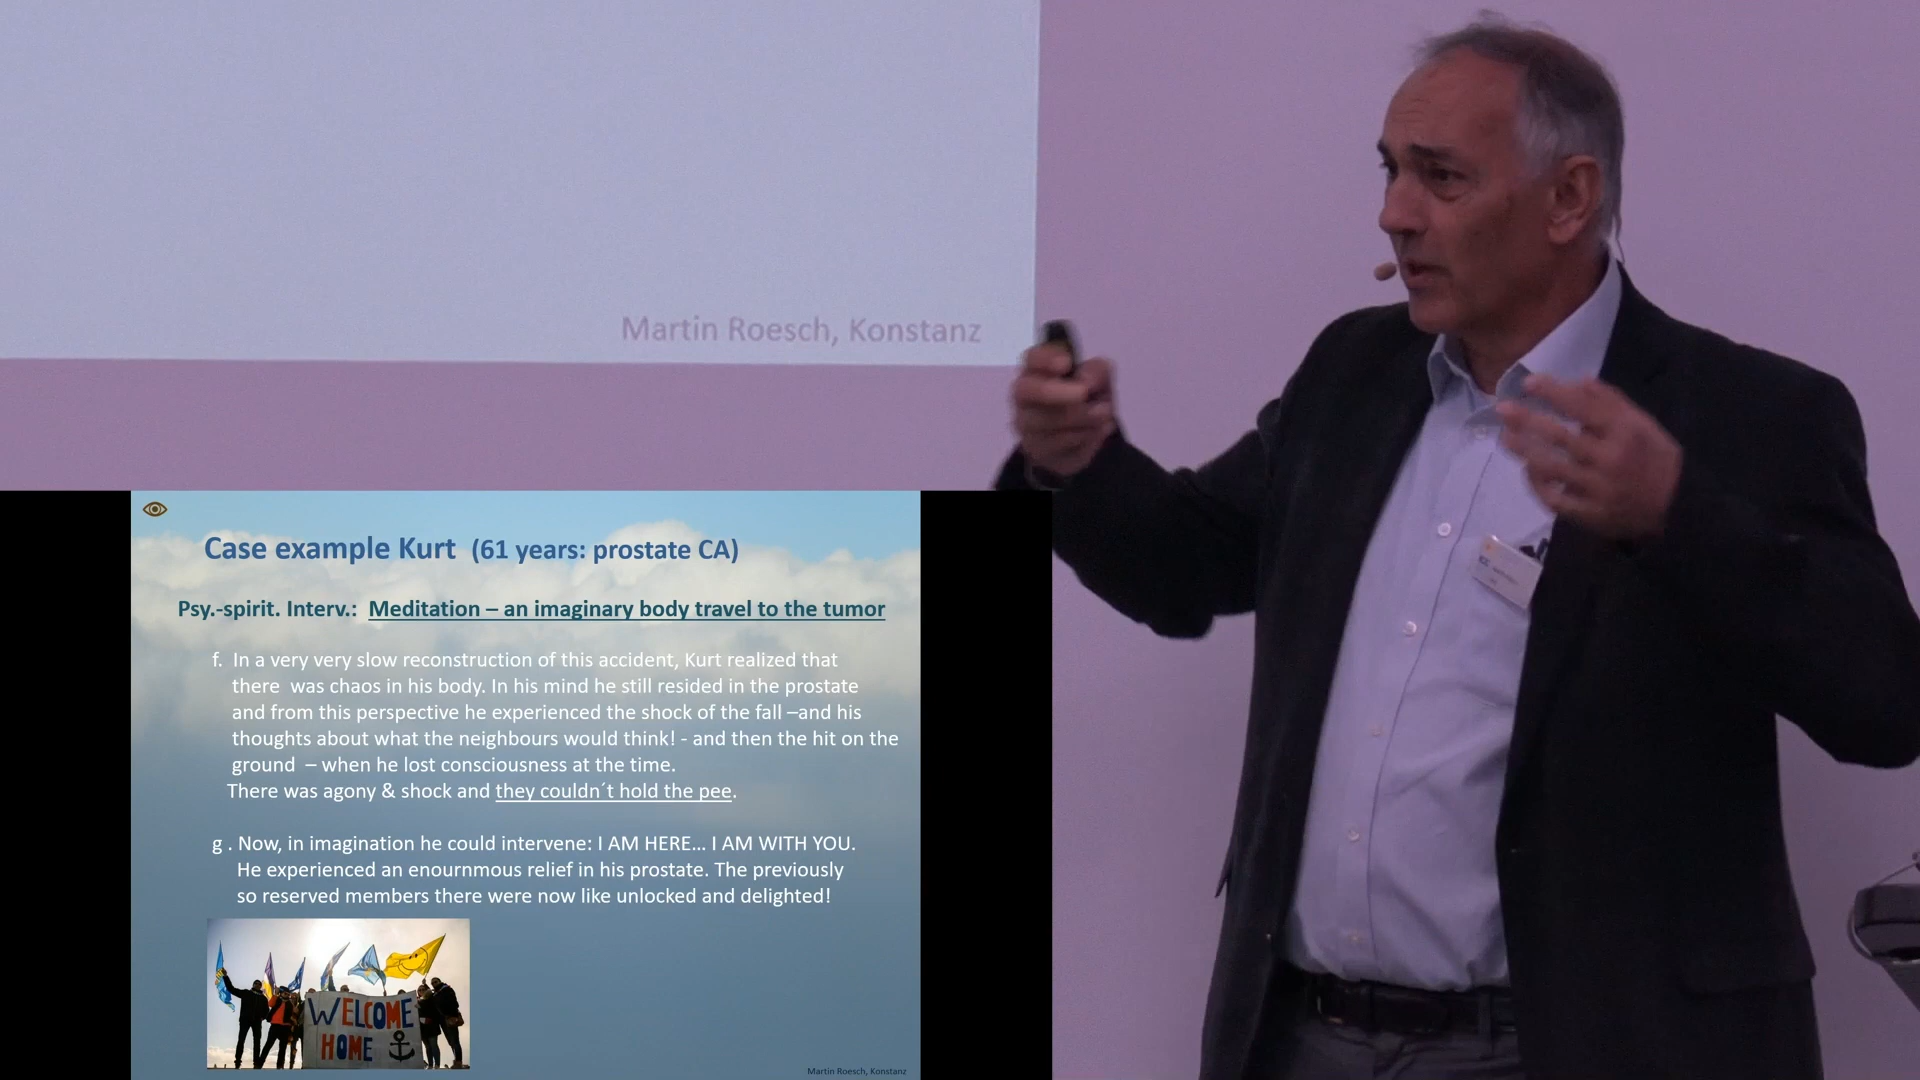 Martin Roesch, Konstanz
Case example Kurt (61 years: prostate CA)
Psy.-spirit. Interv.: Meditation – an imaginary body travel to the tumor
f. In a very very slow reconstruction of this accident, Kurt realized that
there was chaos in his body. In his mind he still resided in the prostate
and from this perspective he experienced the shock of the fall –and his
thoughts about what the neighbours would think! - and then the hit on the
ground – when he lost consciousness at the time.
There was agony & shock and they couldn´t hold the pee.
g . Now, in imagination he could intervene: I AM HERE… I AM WITH YOU.
He experienced an enournmous relief in his prostate. The previously
so reserved members there were now like unlocked and delighted!
WELCOME
HOME
Martin Roesch, Konstanz